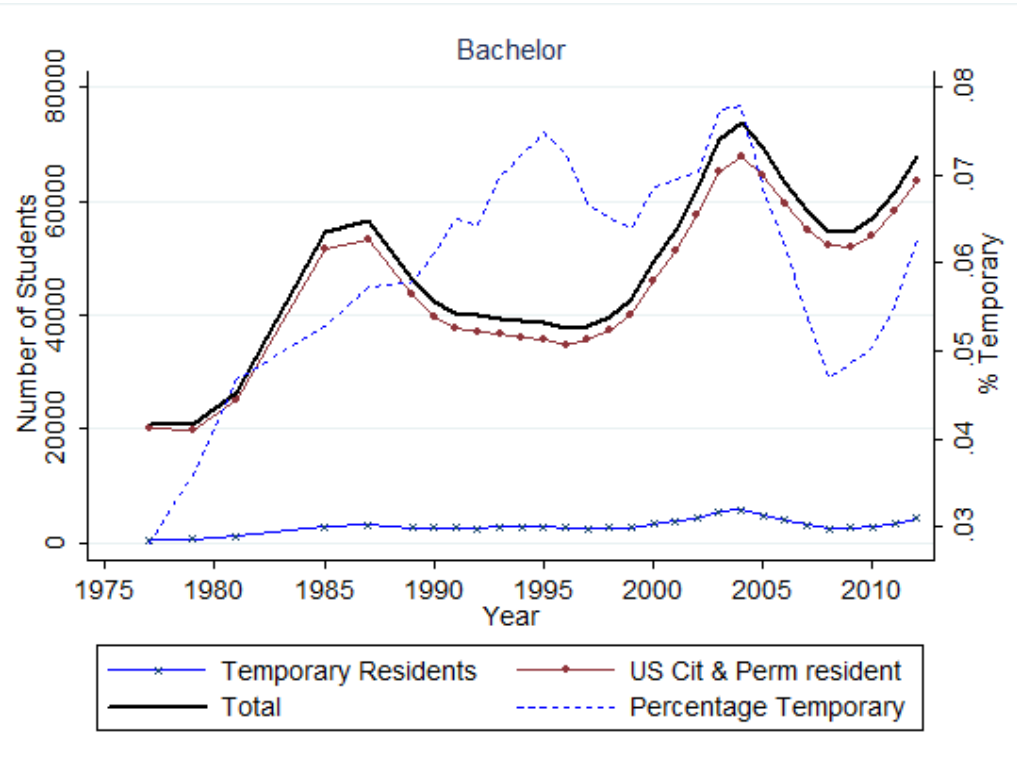 Bachelor
Number of Students
0
20000
40000
60000
80000
% Temporary
.03
.04
.05
.06
.07
.08
1975 1980 1985 1990 1995 2000 2005 2010
Year
Temporary Residents US Cit & Perm resident
Total Percentage Temporary